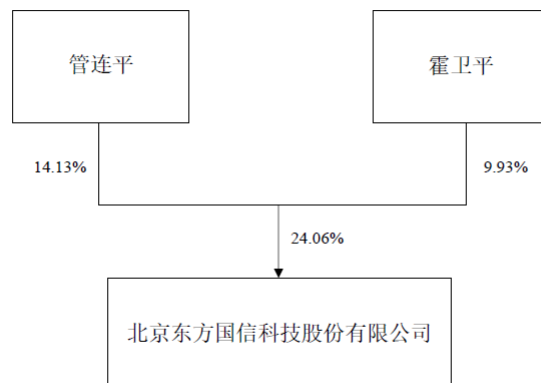 管连平
霍卫平
14.13%
9.93%
24.06%
北京东方国信科技股份有限公司